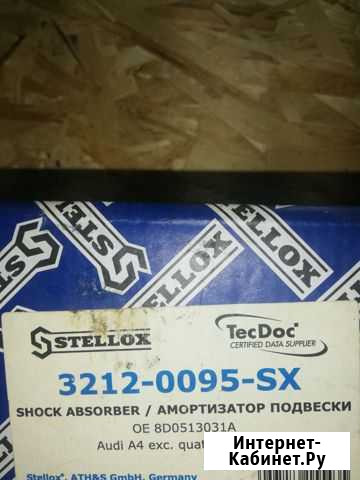 STELLOX
STELLOX
STELLOX
TecDoc
CERTIFIED DATA SUPPLIER
3212-0095-SX
SHOCK ABSORBER / АМОРТИЗАТОР ПОДВЕСКИ
OE 8D0513031A
Audi A4 exc.
Stellox®, ATH&S GmbH, Germany
Интернет-
Кабинет.Ру